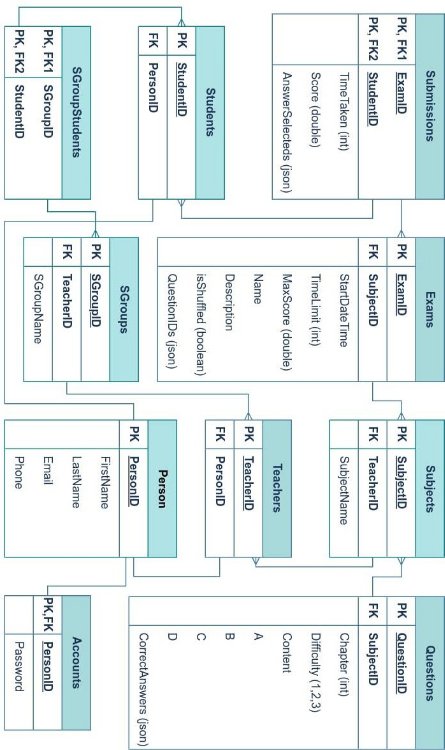 Submissions
PK, FK1 ExamID
PK, FK2 StudentID
TimeTaken (int)
Score (double)
AnswerSelecteds (json)
Exams
PK ExamID
FK SubjectID
StartDateTime
TimeLimit (int)
MaxScore (double)
Name
Description
isShuffled (boolean)
QuestionIDs (json)
Subjects
PK SubjectID
FK TeacherID
SubjectName
Questions
PK QuestionID
FK SubjectID
Chapter (int)
Difficulty (1,2,3)
Content
A
B
C
D
CorrectAnswers (json)
Teachers
PK TeacherID
FK PersonID
Students
PK StudentID
FK PersonID
SGroups
PK SGroupID
FK TeacherID
SGroupName
Person
PK PersonID
FirstName
LastName
Email
Phone
SGroupStudents
PK, FK1 SGroupID
PK, FK2 StudentID
Accounts
PK,FK PersonID
Password